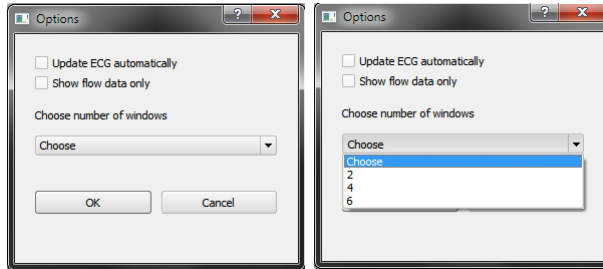 Options
?
X
Update ECG automatically
Show flow data only
Choose number of windows
Choose
OK
Cancel
Options
?
X
Update ECG automatically
Show flow data only
Choose number of windows
Choose
Choose
2
4
6